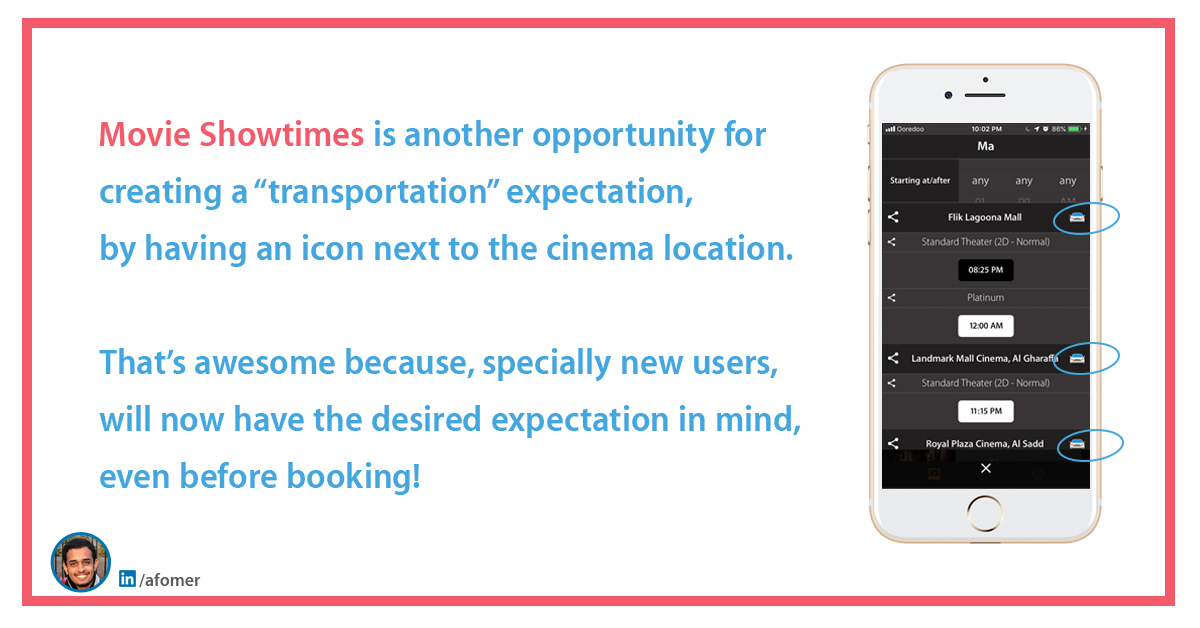 Movie Showtimes is another opportunity for
creating a “transportation” expectation,
by having an icon next to the cinema location.
That’s awesome because, specially new users,
will now have the desired expectation in mind,
even before booking!
in /afomer
Ooredoo 10:02 PM 86%
Ma
Starting at/after any any any
01 00 AM
Flik Lagoona Mall
Standard Theater (2D - Normal)
08:25 PM
Platinum
12:00 AM
Landmark Mall Cinema, Al Gharaffa
Standard Theater (2D - Normal)
11:15 PM
Royal Plaza Cinema, Al Sadd